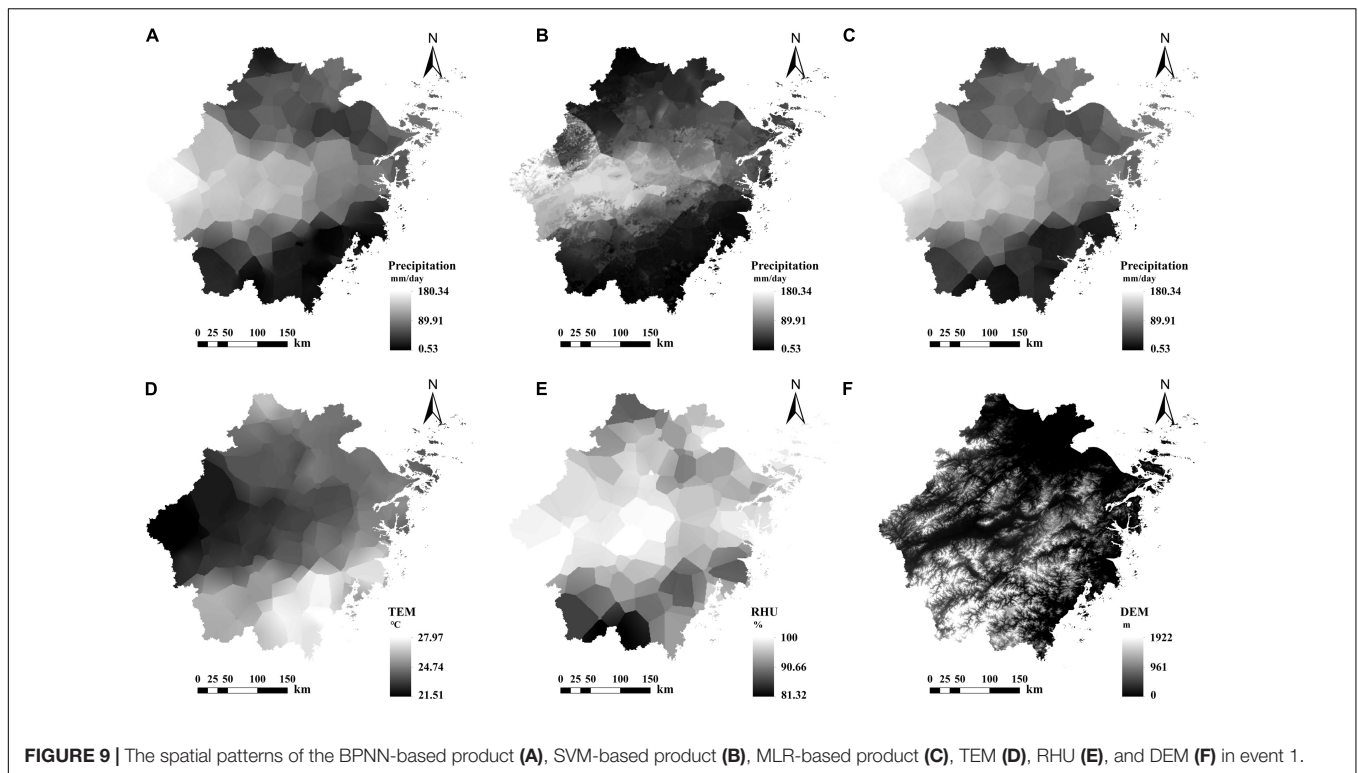 A
N
Precipitation
mm/day
180.34
89.91
0.53
0 25 50 100 150
km
B
N
Precipitation
mm/day
180.34
89.91
0.53
0 25 50 100 150
km
C
N
Precipitation
mm/day
180.34
89.91
0.53
0 25 50 100 150
km
D
N
TEM
°C
27.97
24.74
21.51
0 25 50 100 150
km
E
N
RHU
%
100
90.66
81.32
0 25 50 100 150
km
F
N
DEM
m
1922
961
0
0 25 50 100 150
km
FIGURE 9 | The spatial patterns of the BPNN-based product (A), SVM-based product (B), MLR-based product (C), TEM (D), RHU (E), and DEM (F) in event 1.